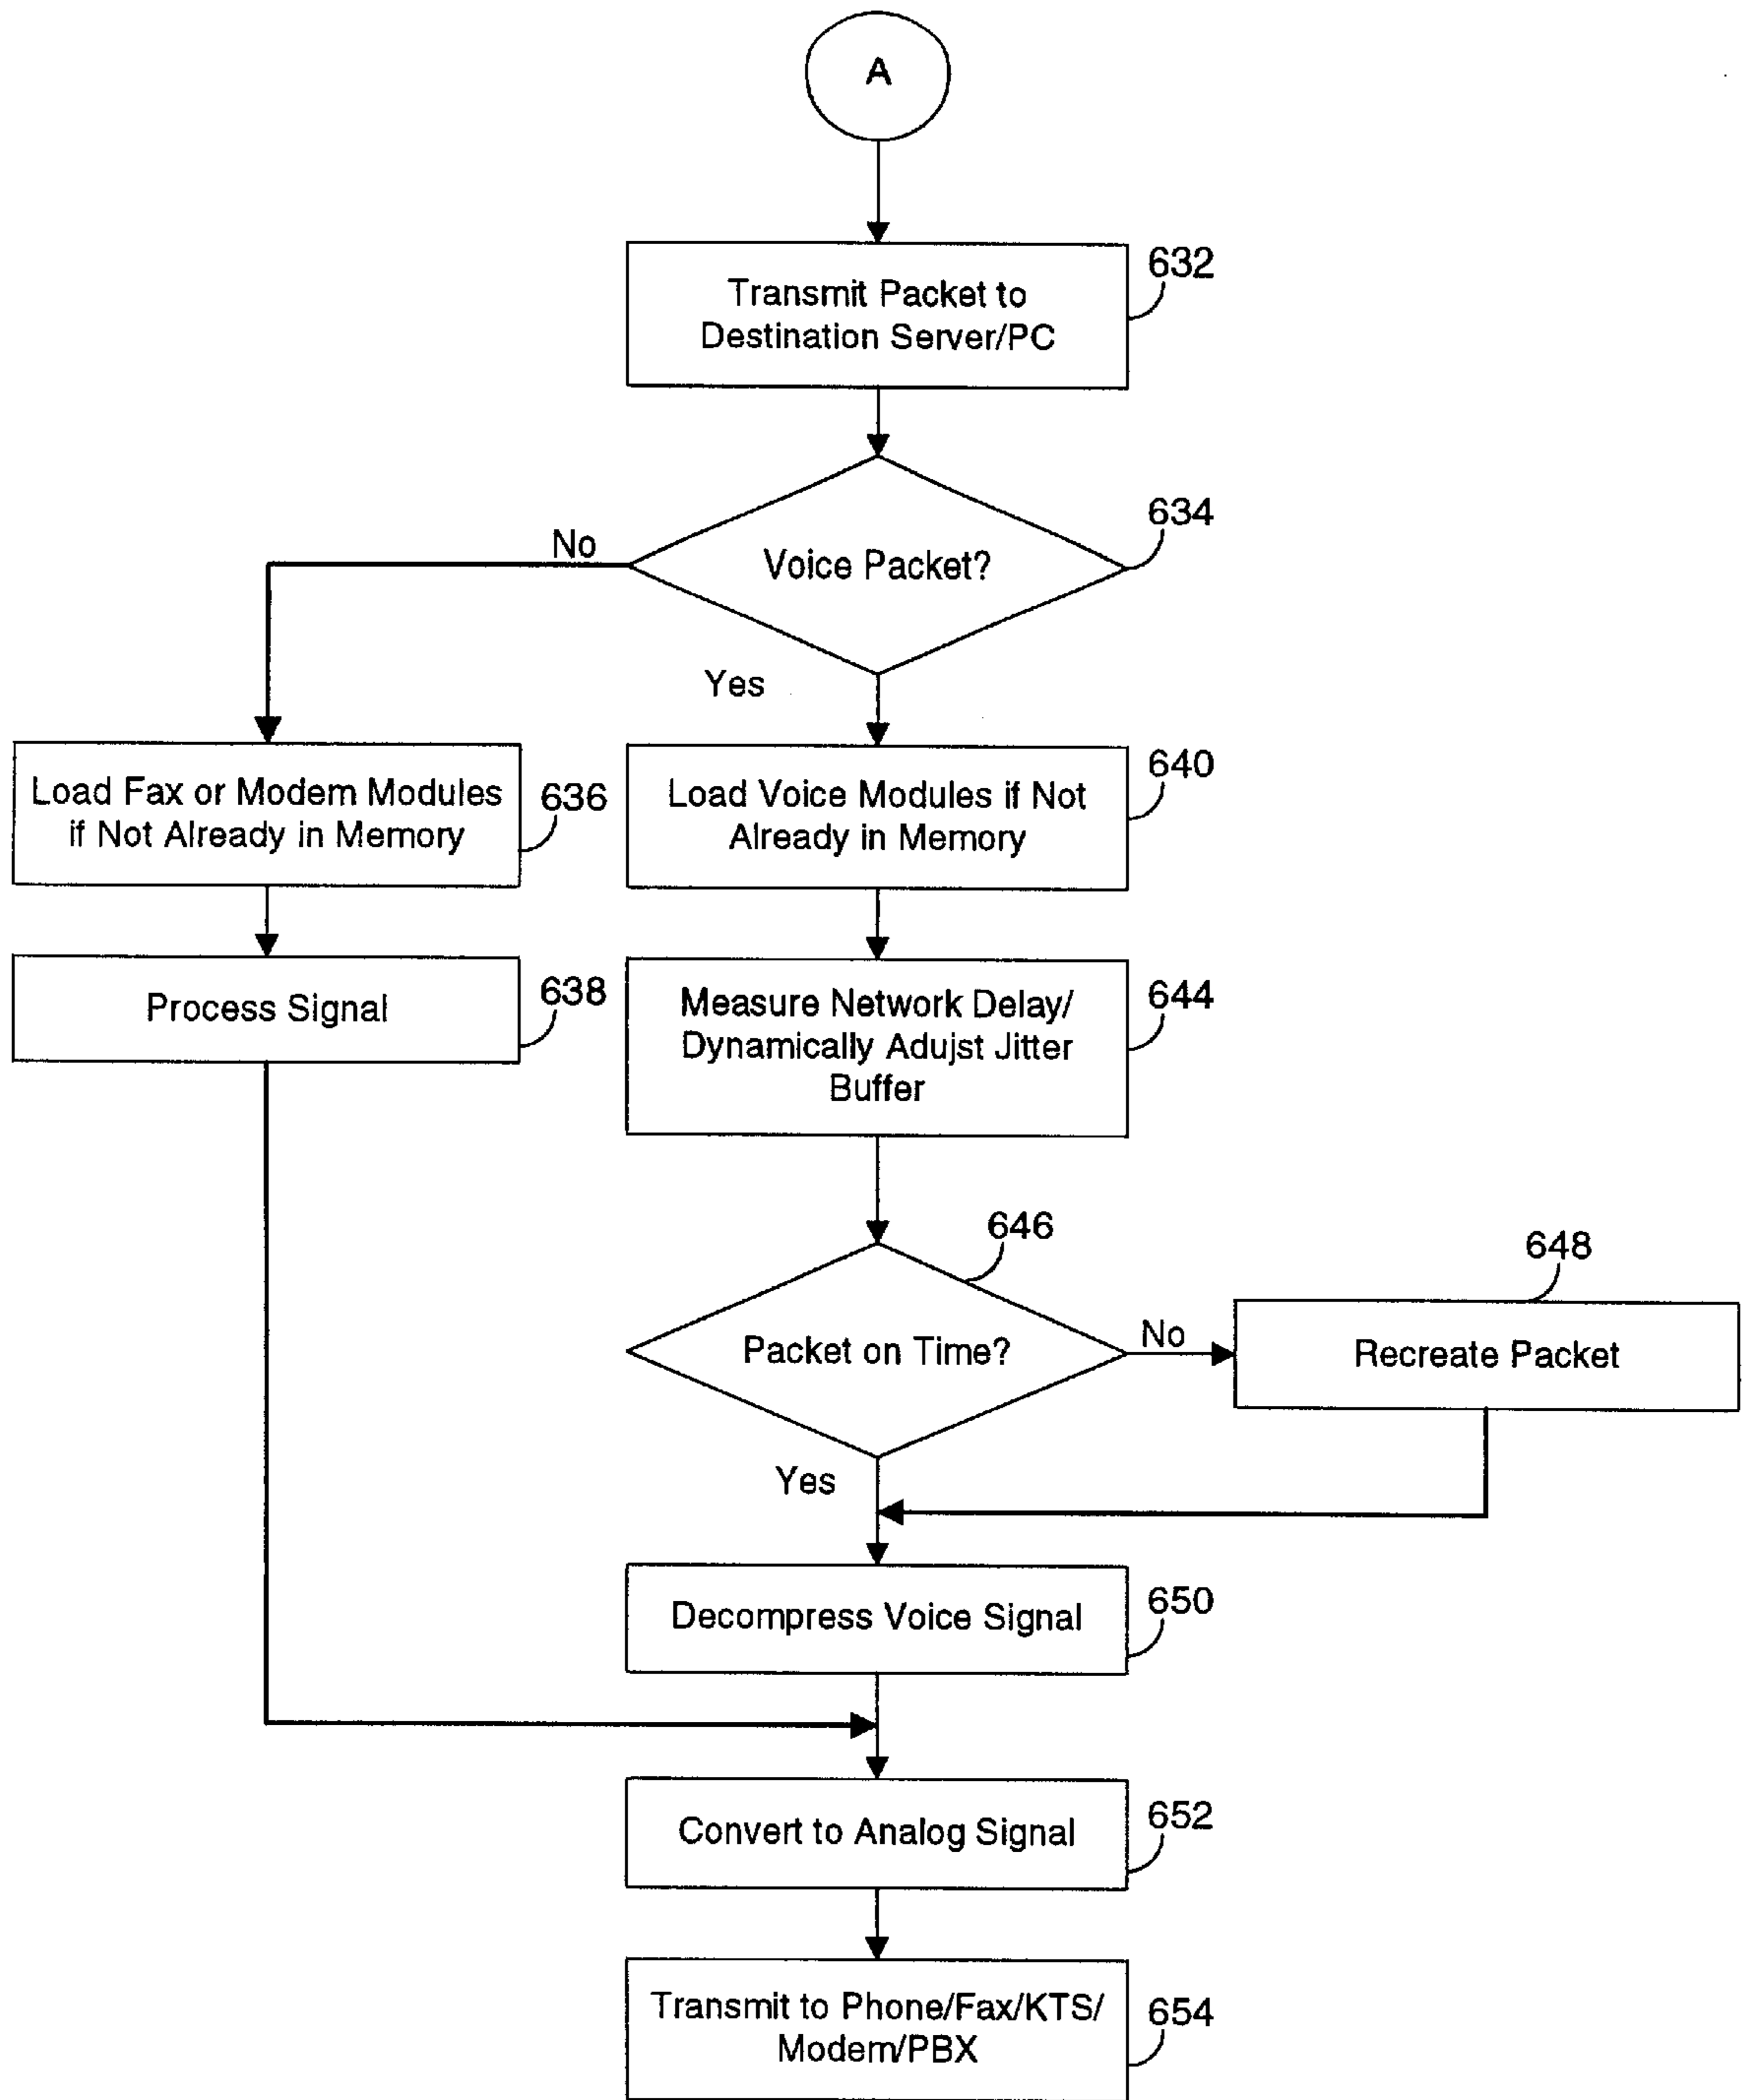 A
632
Transmit Packet to
Destination Server/PC
634
No
Voice Packet?
Yes
Load Fax or Modem Modules
if Not Already in Memory
636
640
Load Voice Modules if Not
Already in Memory
Process Signal
638
644
Measure Network Delay/
Dynamically Adujst Jitter
Buffer
646
648
Packet on Time?
No
Recreate Packet
Yes
Decompress Voice Signal
650
Convert to Analog Signal
652
Transmit to Phone/Fax/KTS/
Modem/PBX
654